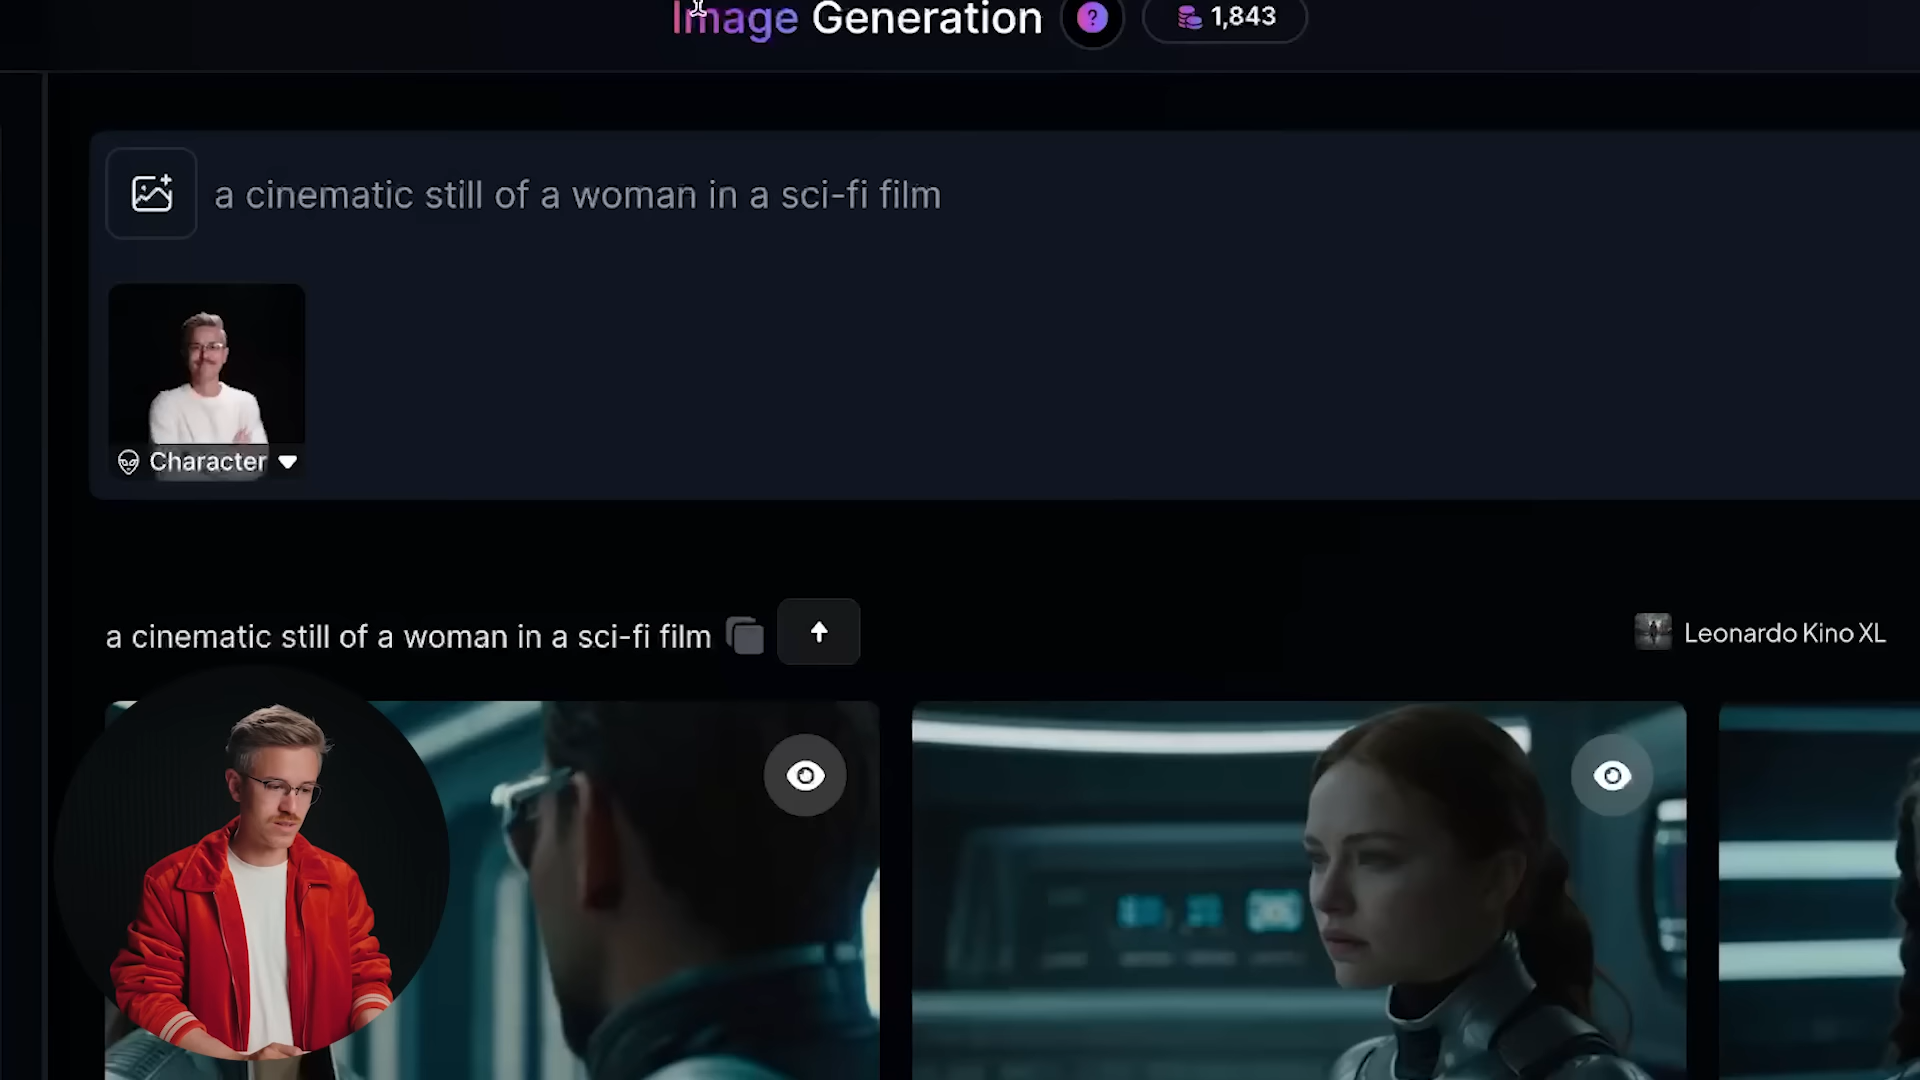 Image Generation ? 1,843
a cinematic still of a woman in a sci-fi film
Character
a cinematic still of a woman in a sci-fi film
Leonardo Kino XL